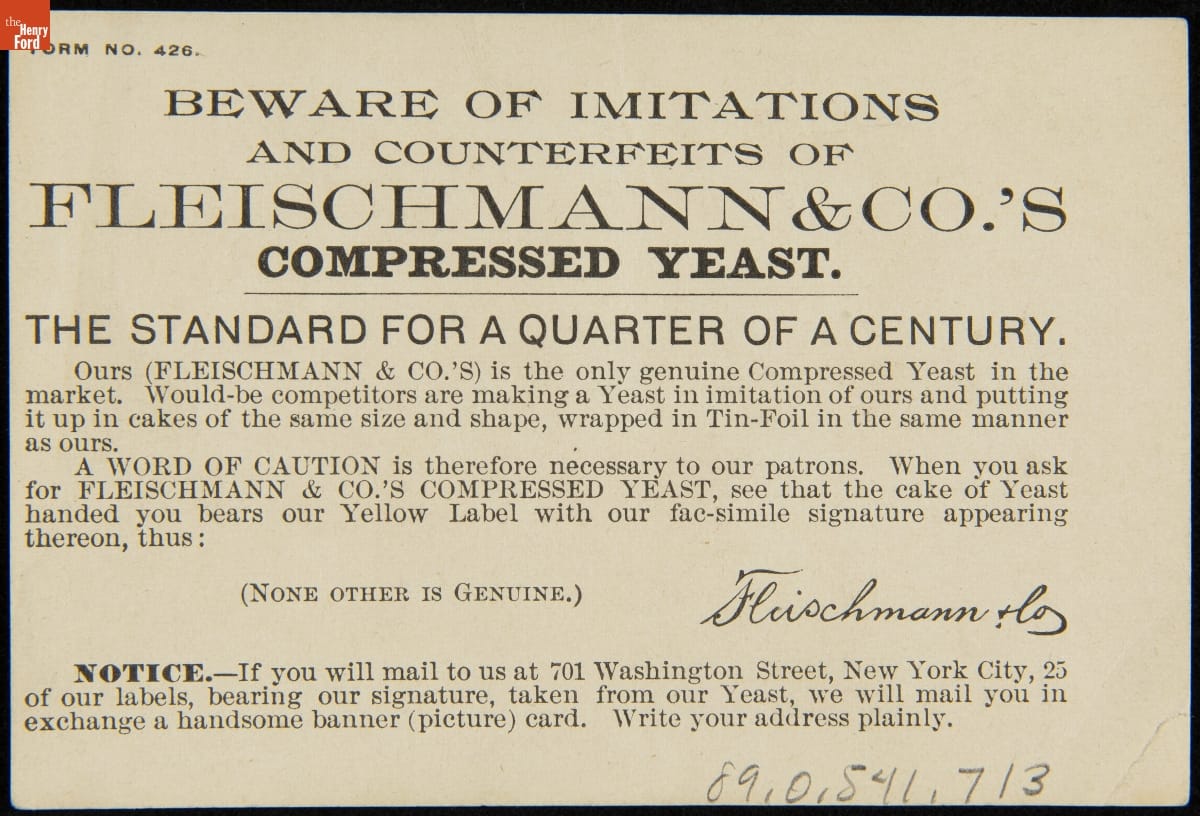 the
Henry
Ford
FORM NO. 426.
BEWARE OF IMITATIONS
AND COUNTERFEITS OF
FLEISCHMANN & CO.'S
COMPRESSED YEAST.
THE STANDARD FOR A QUARTER OF A CENTURY.
Ours (FLEISCHMANN & CO.'S) is the only genuine Compressed Yeast in the
market. Would-be competitors are making a Yeast in imitation of ours and putting
it up in cakes of the same size and shape, wrapped in Tin-Foil in the same manner
as ours.
A WORD OF CAUTION is therefore necessary to our patrons. When you ask
for FLEISCHMANN & CO.'S COMPRESSED YEAST, see that the cake of Yeast
handed you bears our Yellow Label with our fac-simile signature appearing
thereon, thus:
(NONE OTHER IS GENUINE.)
Fleischmann & Co
NOTICE.—If you will mail to us at 701 Washington Street, New York City, 25
of our labels, bearing our signature, taken from our Yeast, we will mail you in
exchange a handsome banner (picture) card. Write your address plainly.
89.0.541.713